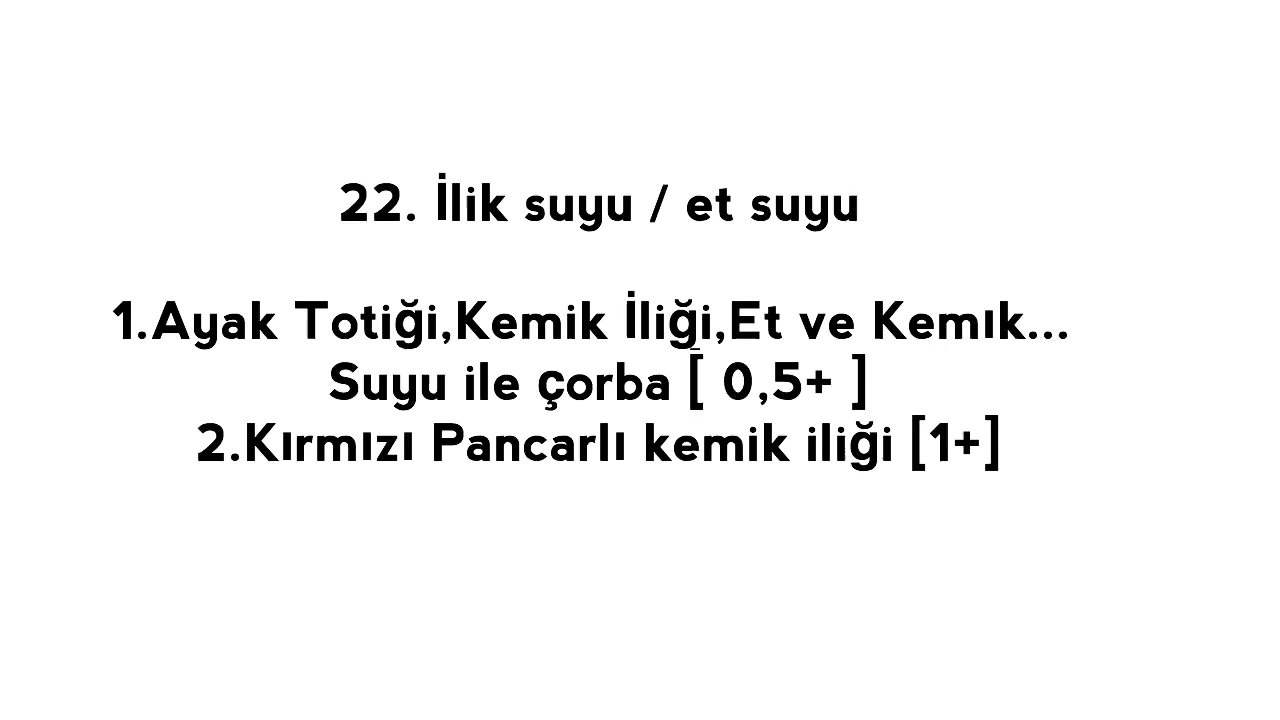 22. İlik suyu / et suyu
1.Ayak Totiği,Kemik İliği,Et ve Kemık...
Suyu ile çorba [ 0,5+ ]
2.Kırmızı Pancarlı kemik iliği [1+]